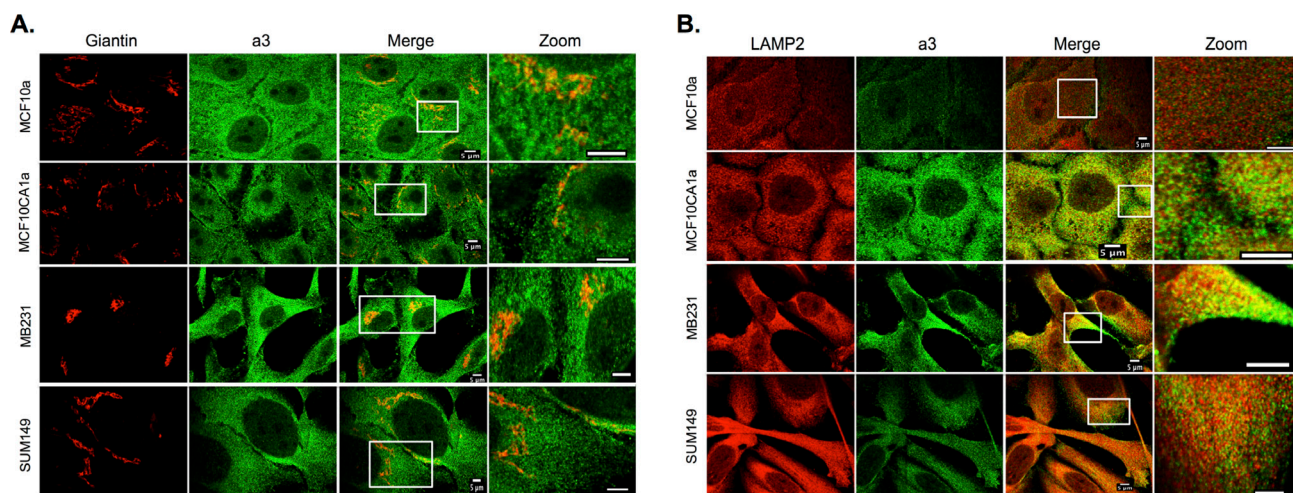 A.
Giantin a3 Merge Zoom
MCF10a
5 µm
MCF10CA1a
5 µm
MB231
5 µm
SUM149
5 µm
B.
LAMP2 a3 Merge Zoom
MCF10a
5 µm
MCF10CA1a
5 µm
MB231
5 µm
SUM149
5 µm